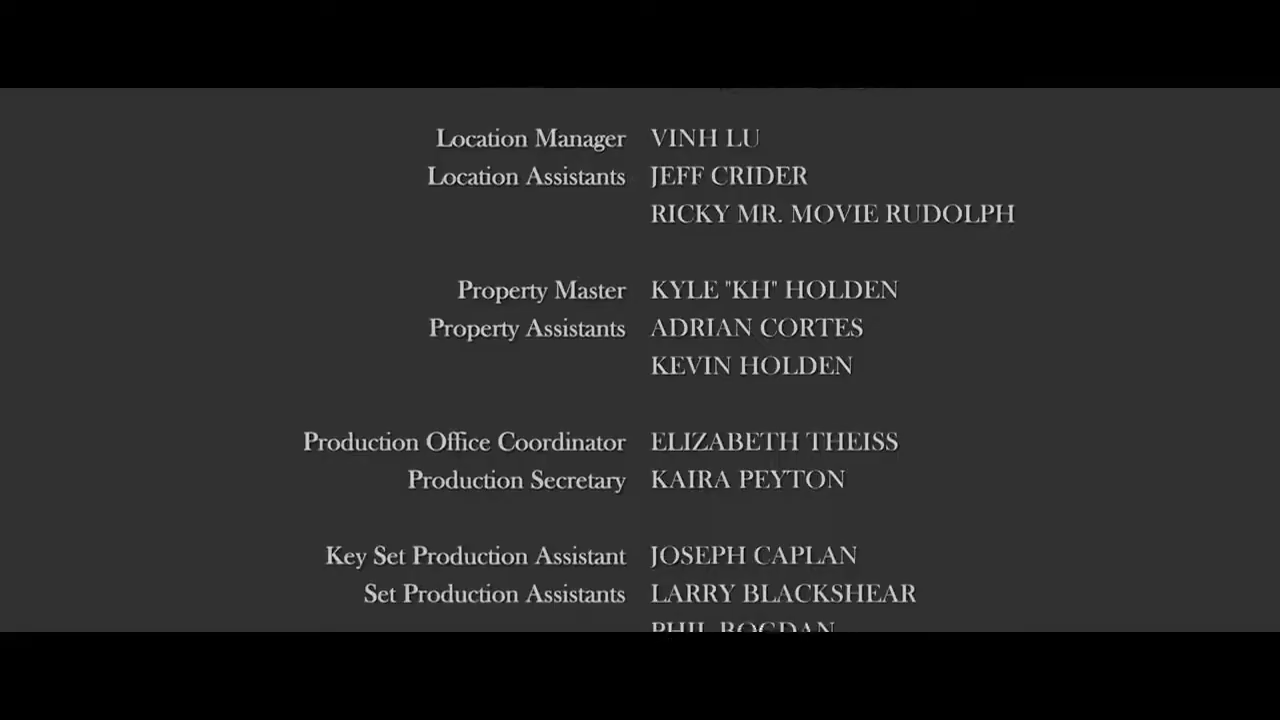 Location Manager VINH LU
Location Assistants JEFF CRIDER
RICKY MR. MOVIE RUDOLPH
Property Master KYLE "KH" HOLDEN
Property Assistants ADRIAN CORTES
KEVIN HOLDEN
Production Office Coordinator ELIZABETH THEISS
Production Secretary KAIRA PEYTON
Key Set Production Assistant JOSEPH CAPLAN
Set Production Assistants LARRY BLACKSHEAR
PHIL BOGDAN